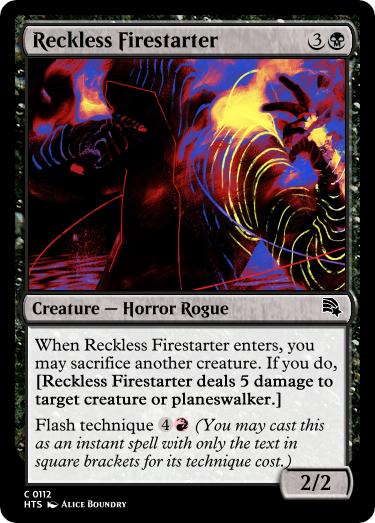 Reckless Firestarter 3
Creature — Horror Rogue
When Reckless Firestarter enters, you
may sacrifice another creature. If you do,
[Reckless Firestarter deals 5 damage to
target creature or planeswalker.]
Flash technique 4 (You may cast this
as an instant spell with only the text in
square brackets for its technique cost.)
2/2
C 0112
HTS Alice Boundry